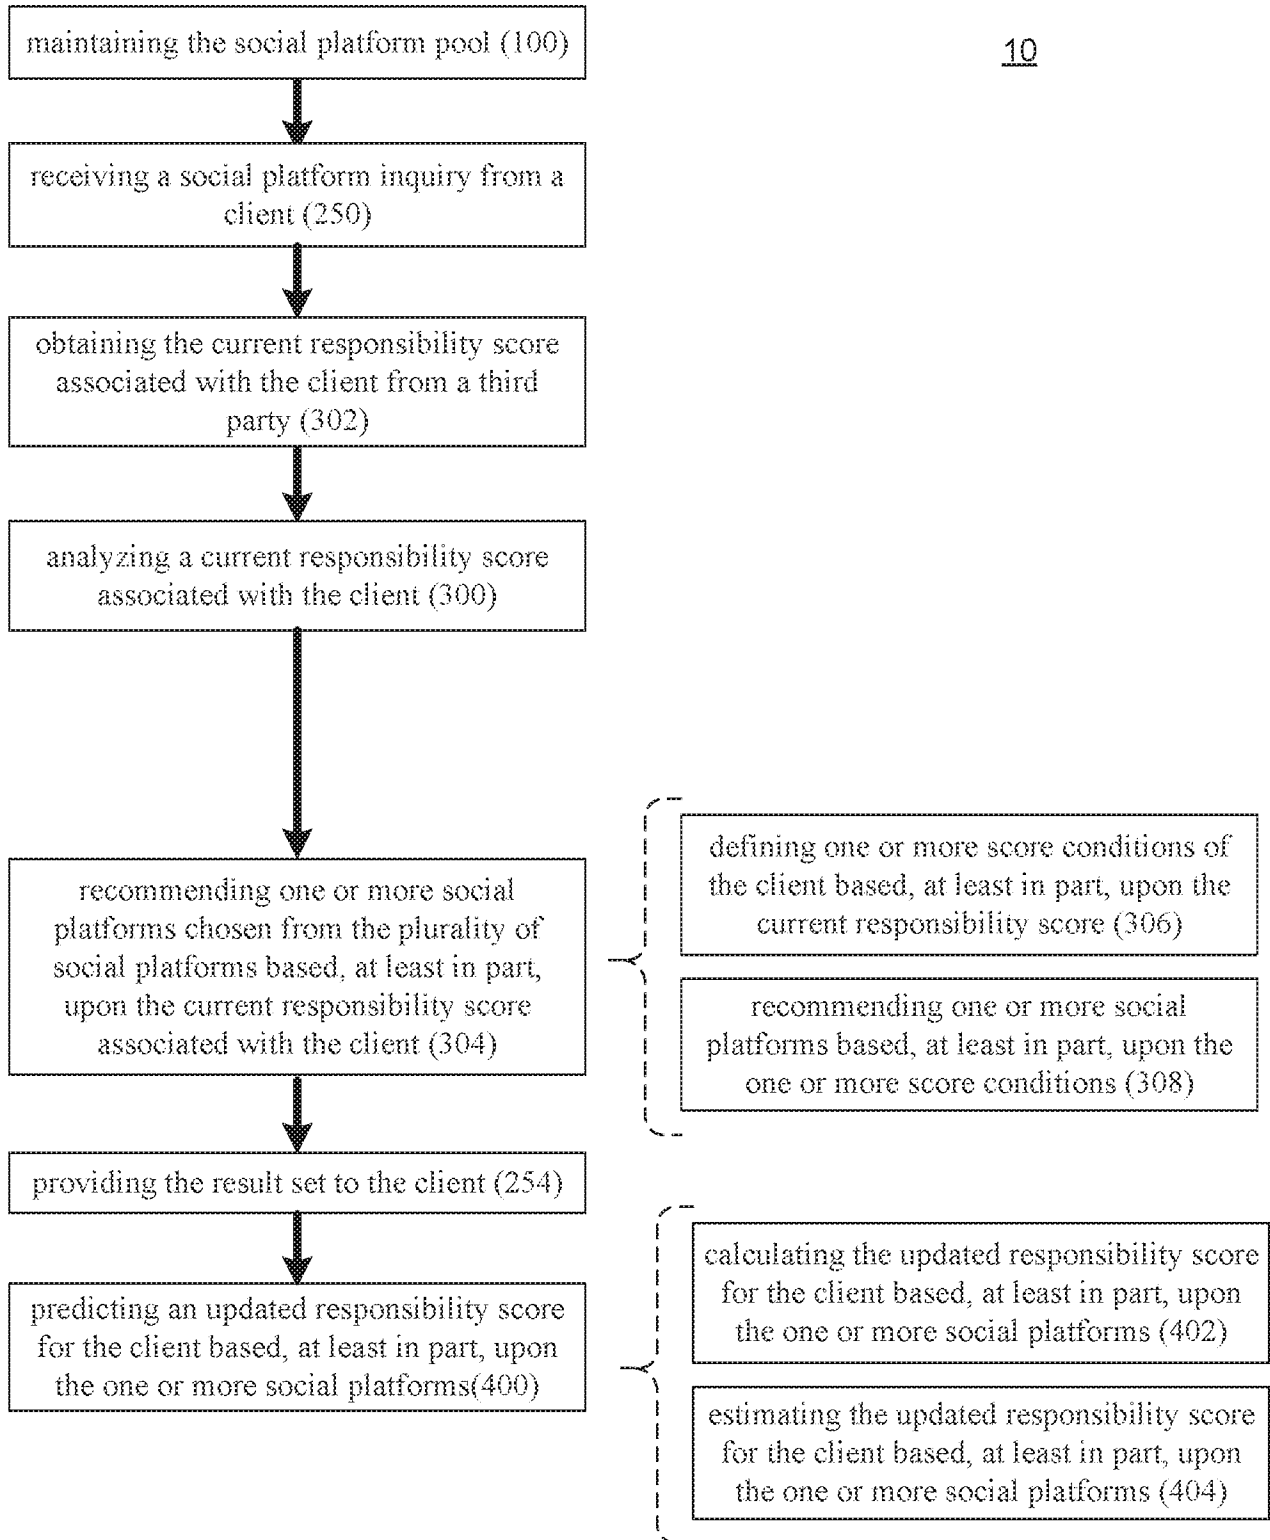 maintaining the social platform pool (100)
10
receiving a social platform inquiry from a
client (250)
obtaining the current responsibility score
associated with the client from a third
party (302)
analyzing a current responsibility score
associated with the client (300)
recommending one or more social
platforms chosen from the plurality of
social platforms based, at least in part,
upon the current responsibility score
associated with the client (304)
defining one or more score conditions of
the client based, at least in part, upon the
current responsibility score (306)
recommending one or more social
platforms based, at least in part, upon the
one or more score conditions (308)
providing the result set to the client (254)
predicting an updated responsibility score
for the client based, at least in part, upon
the one or more social platforms(400)
calculating the updated responsibility score
for the client based, at least in part, upon
the one or more social platforms (402)
estimating the updated responsibility score
for the client based, at least in part, upon
the one or more social platforms (404)